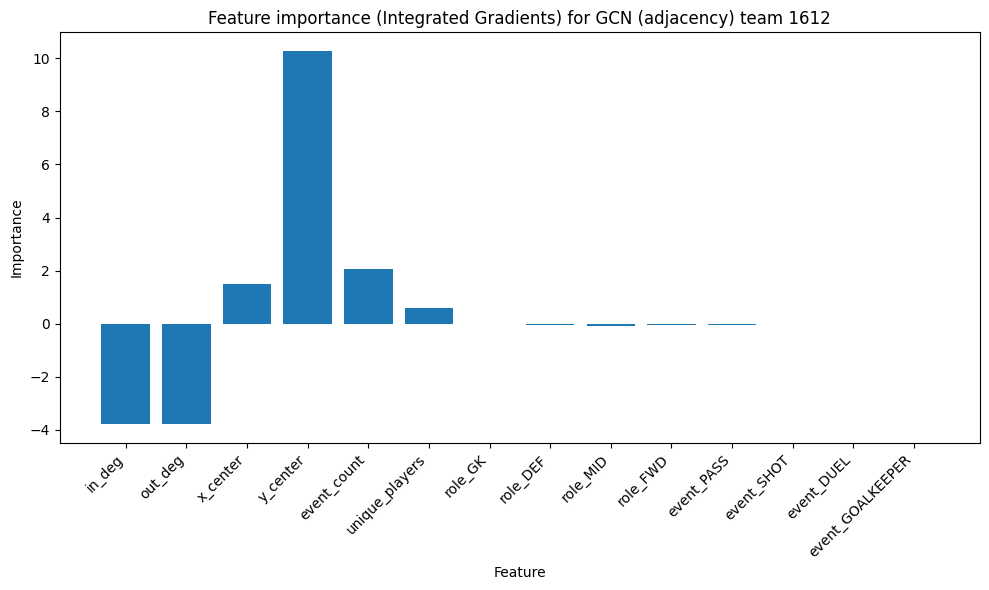 Feature importance (Integrated Gradients) for GCN (adjacency) team 1612
Importance
10
8
6
4
2
0
−2
−4
in_deg
out_deg
x_center
y_center
event_count
unique_players
role_GK
role_DEF
role_MID
role_FWD
event_PASS
event_SHOT
event_DUEL
event_GOALKEEPER
Feature